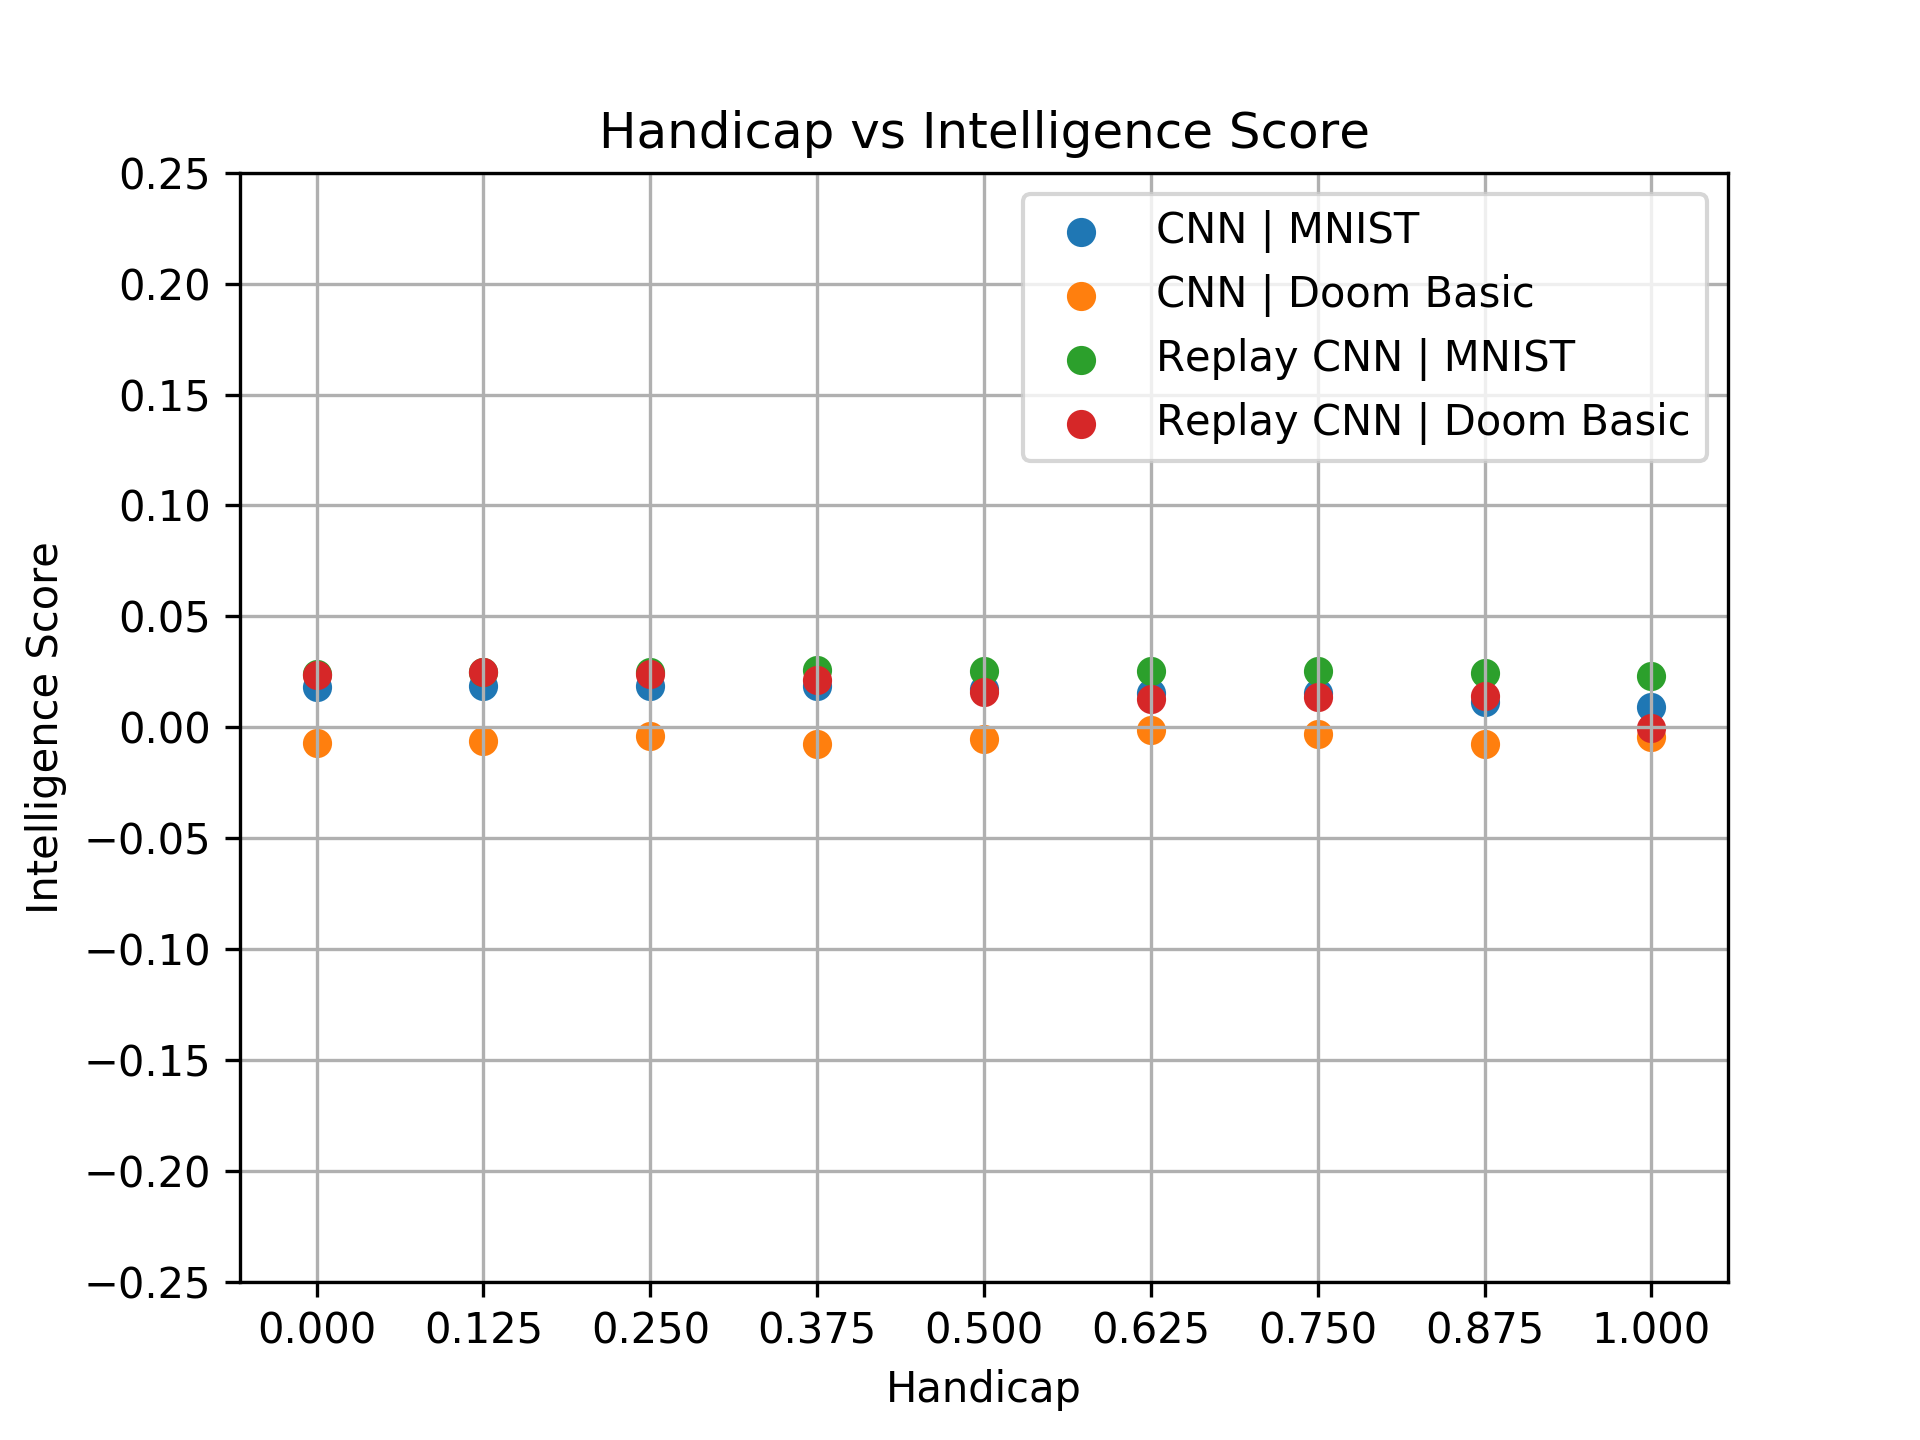 Handicap vs Intelligence Score
0.25
0.20
0.15
0.10
0.05
0.00
−0.05
−0.10
−0.15
−0.20
−0.25
Intelligence Score
CNN | MNIST
CNN | Doom Basic
Replay CNN | MNIST
Replay CNN | Doom Basic
0.000 0.125 0.250 0.375 0.500 0.625 0.750 0.875 1.000
Handicap